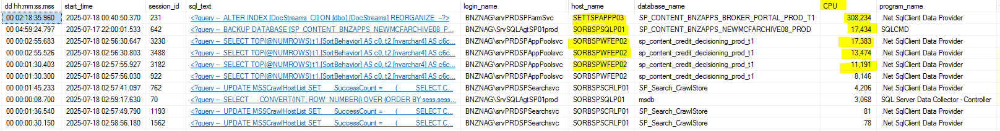 dd hh:mm:ss.mss start_time session_id sql_text login_name host_name database_name CPU program_name
00 02:18:35.960 2025-07-18 00:40:50.370 231 <?query -- ALTER INDEX [DocStreams_CI] ON [dbo].[DocStreams] REORGANIZE --?> BNZNAG\srvPRDSPFarmSvc SETTSPAPPP03 SP_CONTENT_BNZAPPS_BROKER_PORTAL_PROD_T1 308,234 .Net SqlClient Data Provider
00 04:59:24.797 2025-07-17 22:00:01.533 642 <?query -- BACKUP DATABASE [SP_CONTENT_BNZAPPS_NEWMCFARCHIVE08_P... BNZNAG\SrvSQLAgtSP01prod SORBSPSQLP01 SP_CONTENT_BNZAPPS_NEWMCFARCHIVE08_PROD 17,434 SQLCMD
00 00:02:55.683 2025-07-18 02:56:30.647 3230 <?query -- SELECT TOP(@NUMROWS) t1.[SortBehavior] AS c0, t2.[nvarchar4] AS c6c... BNZNAG\srvPRDSPAppPoolsvc SORBSPWFEP02 sp_content_credit_decisioning_prod_t1 17,383 .Net SqlClient Data Provider
00 00:02:55.526 2025-07-18 02:56:30.803 3488 <?query -- SELECT TOP(@NUMROWS) t1.[SortBehavior] AS c0, t2.[nvarchar4] AS c6c... BNZNAG\srvPRDSPAppPoolsvc SORBSPWFEP02 sp_content_credit_decisioning_prod_t1 13,474 .Net SqlClient Data Provider
00 00:01:30.403 2025-07-18 02:57:55.927 3182 <?query -- SELECT TOP(@NUMROWS) t1.[SortBehavior] AS c0, t2.[nvarchar4] AS c6c... BNZNAG\srvPRDSPAppPoolsvc SORBSPWFEP02 sp_content_credit_decisioning_prod_t1 11,191 .Net SqlClient Data Provider
00 00:01:30.300 2025-07-18 02:57:56.030 922 <?query -- SELECT TOP(@NUMROWS) t1.[SortBehavior] AS c0, t2.[nvarchar4] AS c6c... BNZNAG\srvPRDSPAppPoolsvc SORBSPWFEP02 sp_content_credit_decisioning_prod_t1 8,146 .Net SqlClient Data Provider
00 00:01:45.233 2025-07-18 02:57:41.097 762 <?query -- UPDATE MSSCrawlHostList SET SuccessCount = ( SELECT C... BNZNAG\srvPRDSPSearchsvc SORBSPSCRLP01 SP_Search_CrawlStore 4,206 .Net SqlClient Data Provider
00 00:00:08.700 2025-07-18 02:59:17.630 70 <?query -- SELECT CONVERT(INT, ROW_NUMBER() OVER (ORDER BY sess.sess... BNZNAG\SrvSQLAgtSP01prod SORBSPSQLP01 msdb 3,068 SQL Server Data Collector - Controller
00 00:01:36.540 2025-07-18 02:57:49.790 1193 <?query -- UPDATE MSSCrawlHostList SET SuccessCount = ( SELECT C... BNZNAG\srvPRDSPSearchsvc SORBSPSCRLP01 SP_Search_CrawlStore 81 .Net SqlClient Data Provider
00 00:00:30.150 2025-07-18 02:58:56.180 1562 <?query -- UPDATE MSSCrawlHostList SET SuccessCount = ( SELECT C... BNZNAG\srvPRDSPSearchsvc SORBSPSCRLP01 SP_Search_CrawlStore 78 .Net SqlClient Data Provider